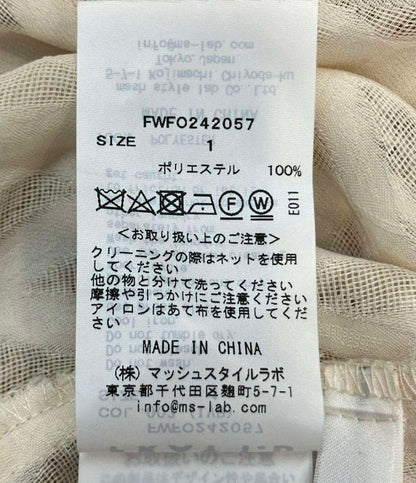 FWFO242057
SIZE 1
ポリエステル 100%
F W E011
<お取り扱い上のご注意>
クリーニングの際はネットを使用
してください
他の物と分けて洗ってください
摩擦や引っかけにご注意ください
アイロンはあて布を使用してください
MADE IN CHINA
(株)マッシュスタイルラボ
東京都千代田区麹町5-7-1
info@ms-lab.com